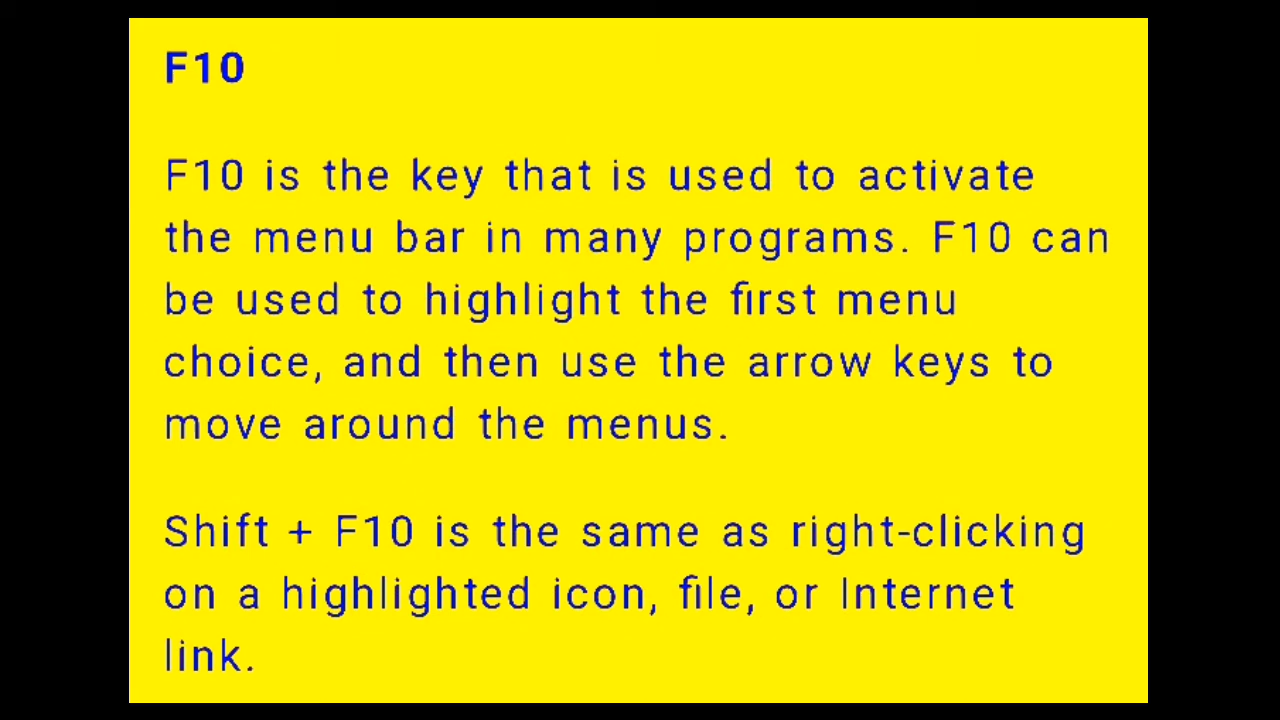 F10
F10 is the key that is used to activate
the menu bar in many programs. F10 can
be used to highlight the first menu
choice, and then use the arrow keys to
move around the menus.
Shift + F10 is the same as right-clicking
on a highlighted icon, file, or Internet
link.